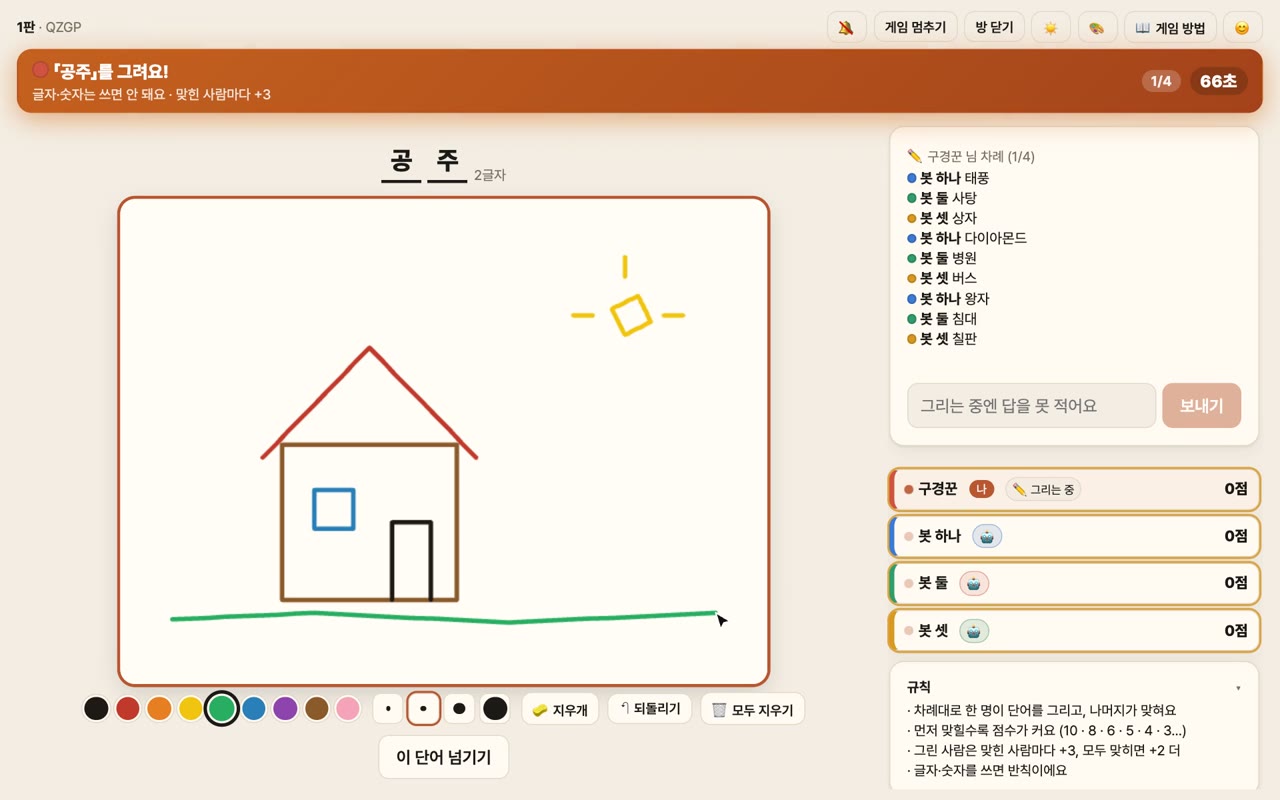 1판 · QZGP
게임 멈추기
방 닫기
게임 방법
「공주」를 그려요!
글자·숫자는 쓰면 안 돼요 · 맞힌 사람마다 +3
1/4
66초
공 주 2글자
이 단어 넘기기
지우개
되돌리기
모두 지우기
구경꾼 님 차례 (1/4)
봇 하나 태풍
봇 둘 사탕
봇 셋 상자
봇 하나 다이아몬드
봇 둘 병원
봇 셋 버스
봇 하나 왕자
봇 둘 침대
봇 셋 칠판
그리는 중엔 답을 못 적어요
보내기
구경꾼 나 그리는 중 0점
봇 하나 0점
봇 둘 0점
봇 셋 0점
규칙
· 차례대로 한 명이 단어를 그리고, 나머지가 맞혀요
· 먼저 맞힐수록 점수가 커요 (10 · 8 · 6 · 5 · 4 · 3…)
· 그린 사람은 맞힌 사람마다 +3, 모두 맞히면 +2 더
· 글자·숫자를 쓰면 반칙이에요